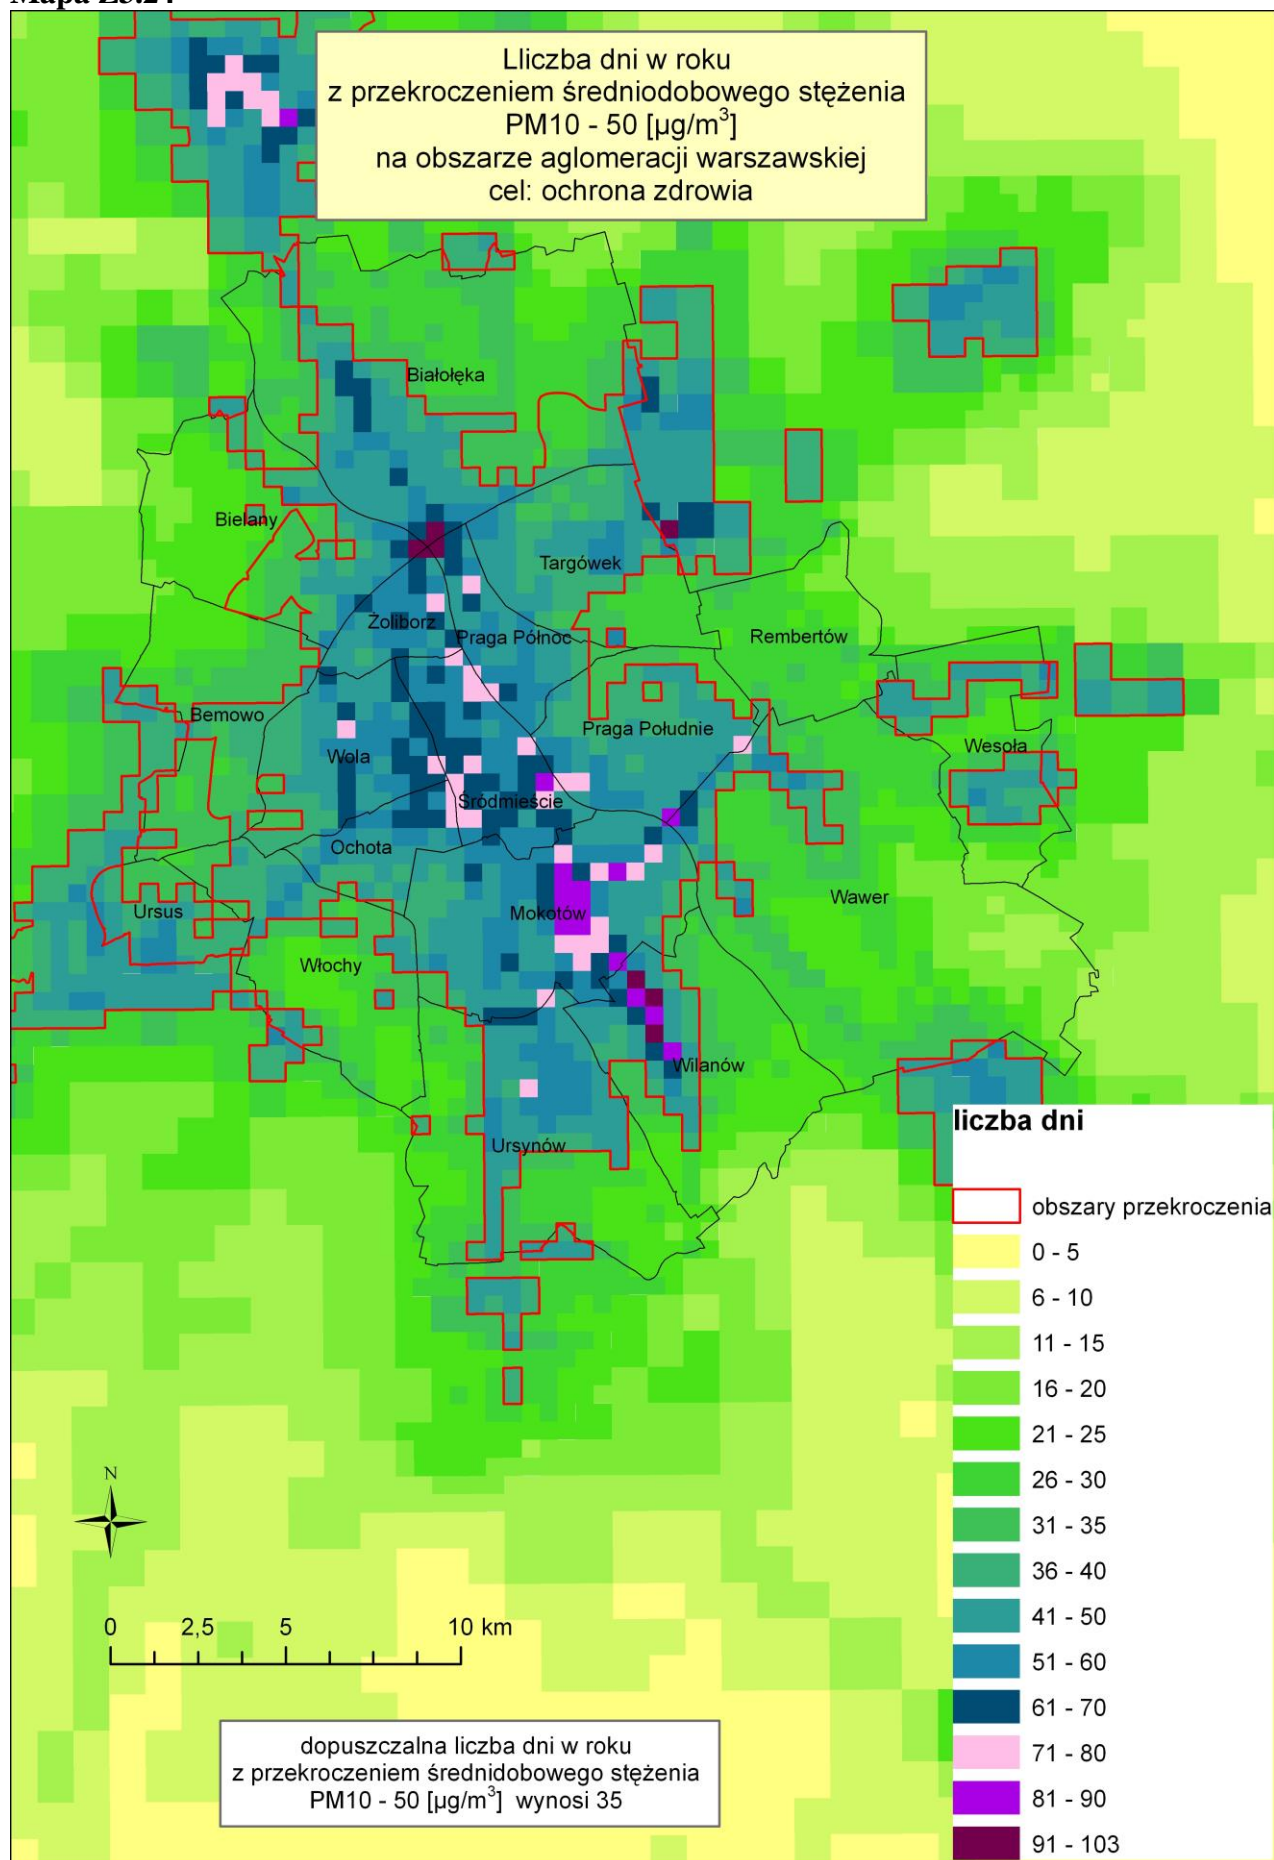 Mapa Z3.24
Lliczba dni w roku
z przekroczeniem średniodobowego stężenia
PM10 - 50 [µg/m³]
na obszarze aglomeracji warszawskiej
cel: ochrona zdrowia
Białołęka
Bielany
Targówek
Żoliborz
Praga Północ
Rembertów
Bemowo
Praga Południe
Wesoła
Wola
Śródmieście
Ochota
Wawer
Ursus
Mokotów
Włochy
Wilanów
Ursynów
liczba dni
obszary przekroczenia
0 - 5
6 - 10
11 - 15
16 - 20
21 - 25
26 - 30
31 - 35
36 - 40
41 - 50
51 - 60
61 - 70
71 - 80
81 - 90
91 - 103
N
0 2,5 5 10 km
dopuszczalna liczba dni w roku
z przekroczeniem średnidobowego stężenia
PM10 - 50 [µg/m³] wynosi 35